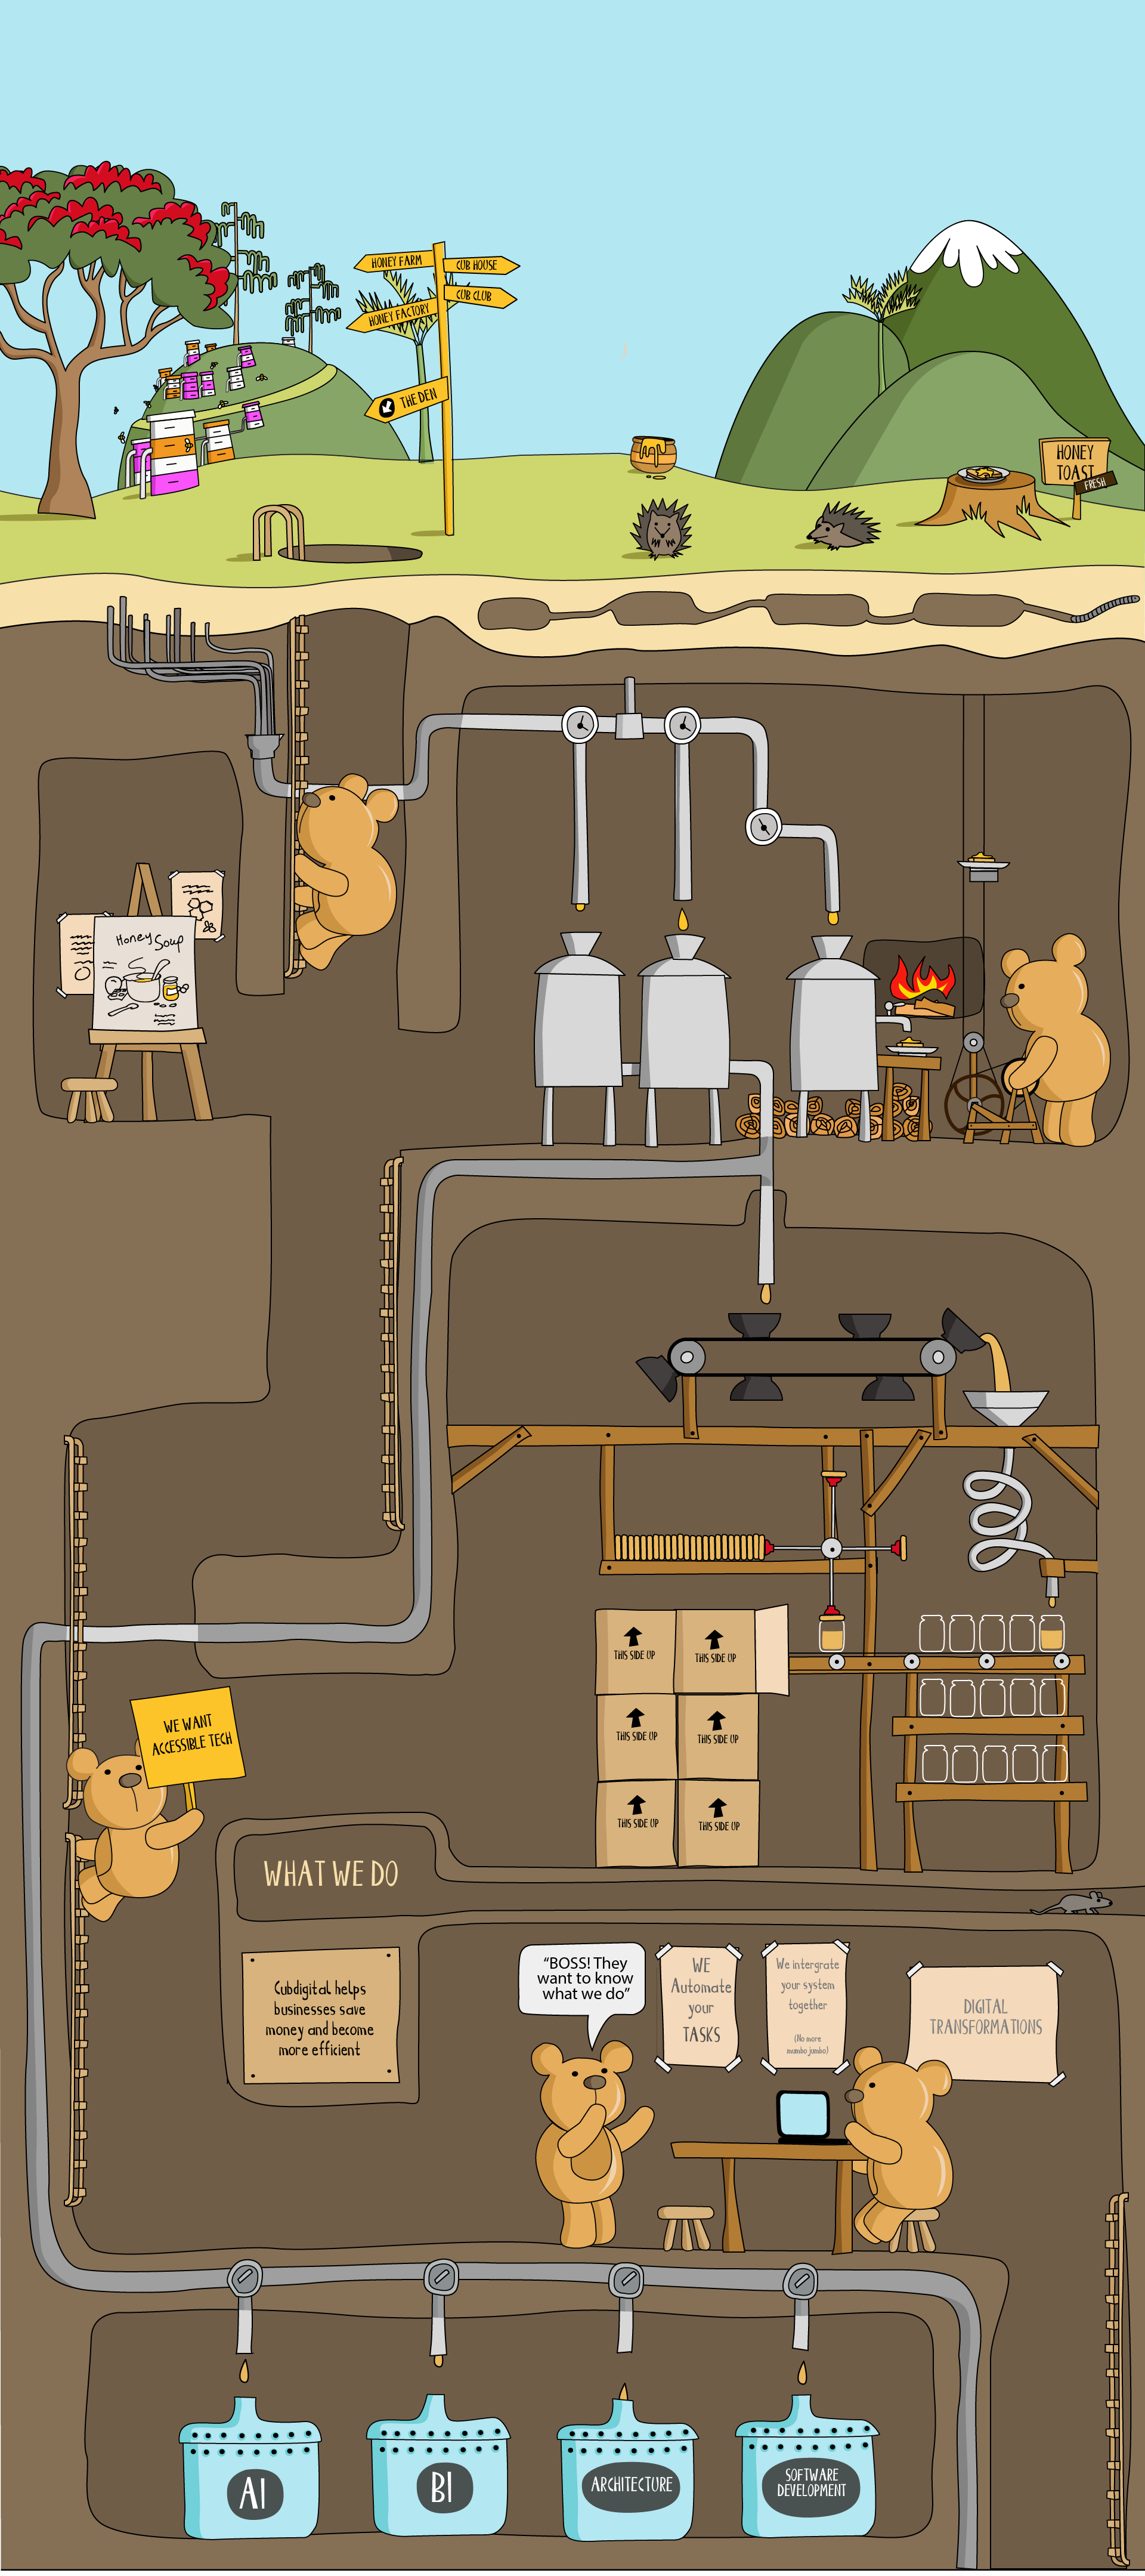 HONEY FARM
CUB HOUSE
CUB CLUB
HONEY FACTORY
THE DEN
HONEY
TOAST
FRESH
Honey Soup
THIS SIDE UP
THIS SIDE UP
THIS SIDE UP
THIS SIDE UP
THIS SIDE UP
THIS SIDE UP
WE WANT
ACCESSIBLE TECH
WHAT WE DO
Cubdigital helps
businesses save
money and become
more efficient
"BOSS! They
want to know
what we do"
WE
Automate
your
TASKS
We intergrate
your system
together
(No more
mumbo jumbo)
DIGITAL
TRANSFORMATIONS
AI
BI
ARCHITECTURE
SOFTWARE
DEVELOPMENT